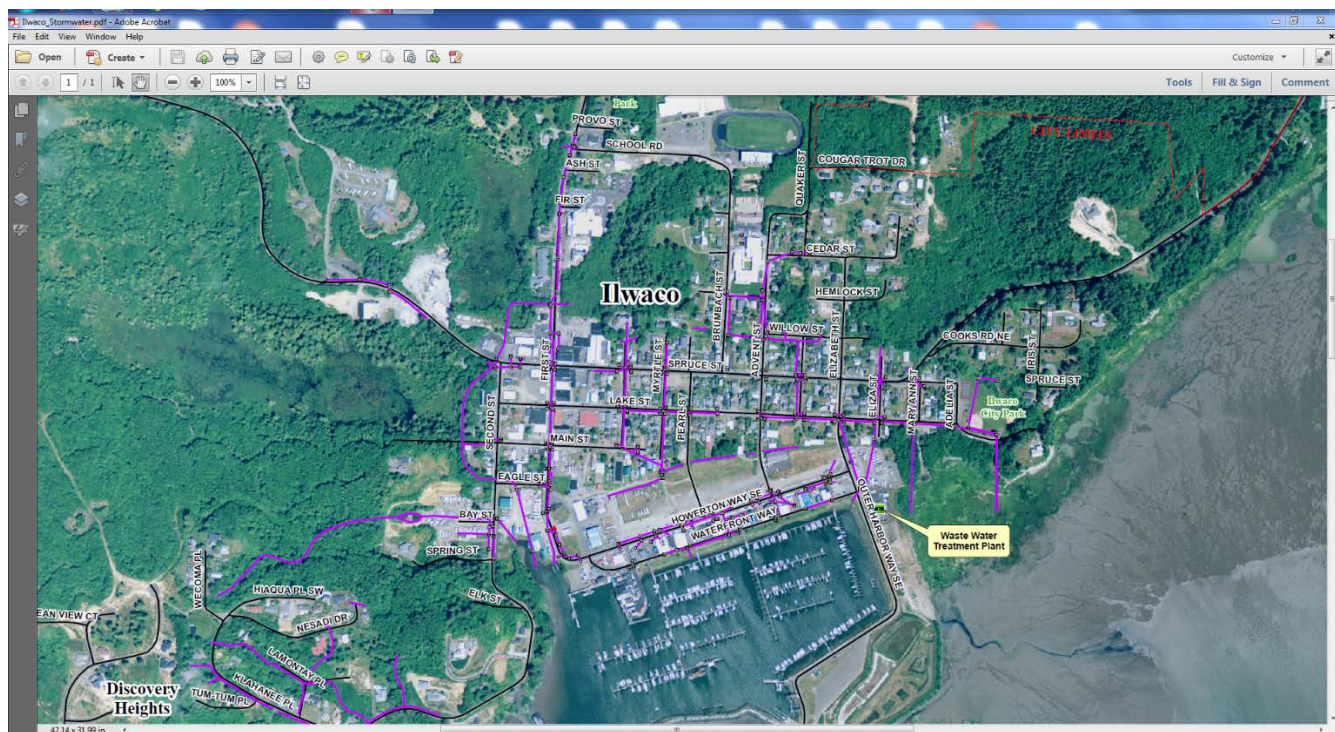 Ilwaco_Stormwater.pdf - Adobe Acrobat
File Edit View Window Help
Open Create Customize
1 / 1 100% Tools Fill & Sign Comment
Park
PROVO ST
SCHOOL RD
ASH ST
FIR ST
QUAKER ST
COUGAR TROT DR
CITY LIMITS
CEDAR ST
HEMLOCK ST
Ilwaco
BRUMBACH ST
ADVENT ST
WILLOW ST
ELIZABETH ST
COOKS RD NE
IRIS ST
SPRUCE ST
FIRST ST
MYRTLE ST
SPRUCE ST
ELIZA ST
MARY ANN ST
ADELIA ST
Ilwaco
City Park
SECOND ST
LAKE ST
PEARL ST
MAIN ST
EAGLE ST
BAY ST
SPRING ST
HOWERTON WAY SE
WATERFRONT WAY
OUTER HARBOR WAY SE
Waste Water
Treatment Plant
WECOMA PL
HIAQUA PL SW
NESADI DR
ELK ST
EAN VIEW CT
LAMONTAY PL
KLAHANEE PL
TUM-TUM PL
Discovery
Heights
42.14 x 31.99 in